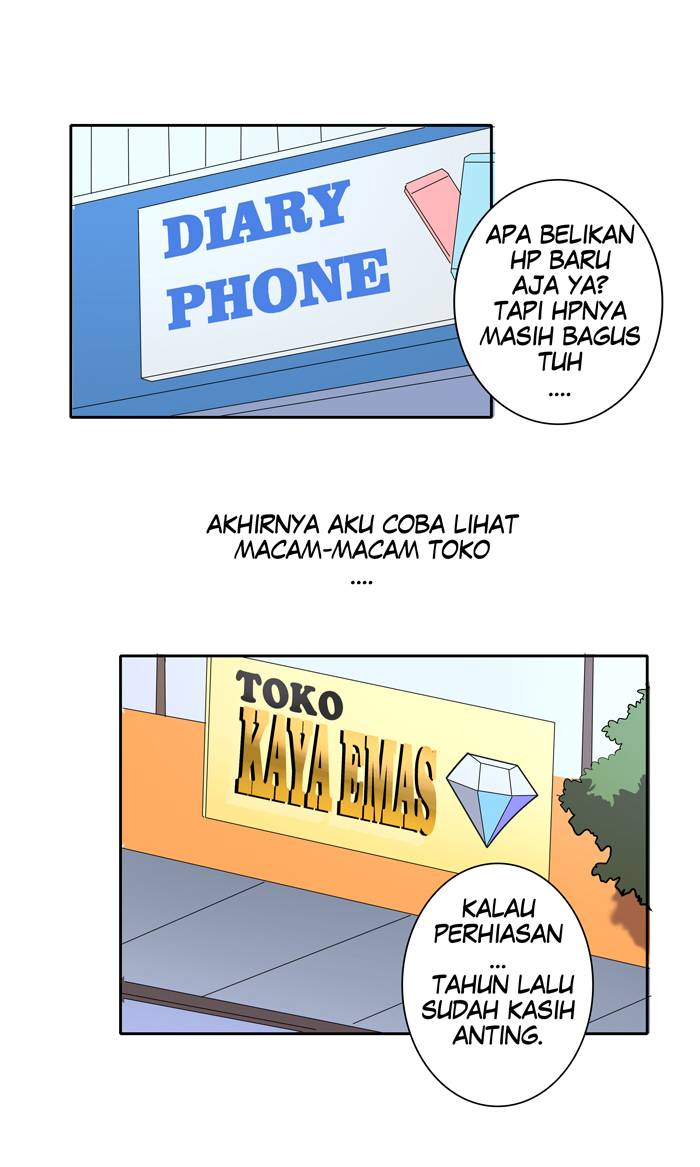 DIARY
PHONE
APA BELIKAN
HP BARU
AJA YA?
TAPI HPNYA
MASIH BAGUS
TUH
....
AKHIRNYA AKU COBA LIHAT
MACAM-MACAM TOKO
....
TOKO
KAYA EMAS
KALAU
PERHIASAN
...
TAHUN LALU
SUDAH KASIH
ANTING.